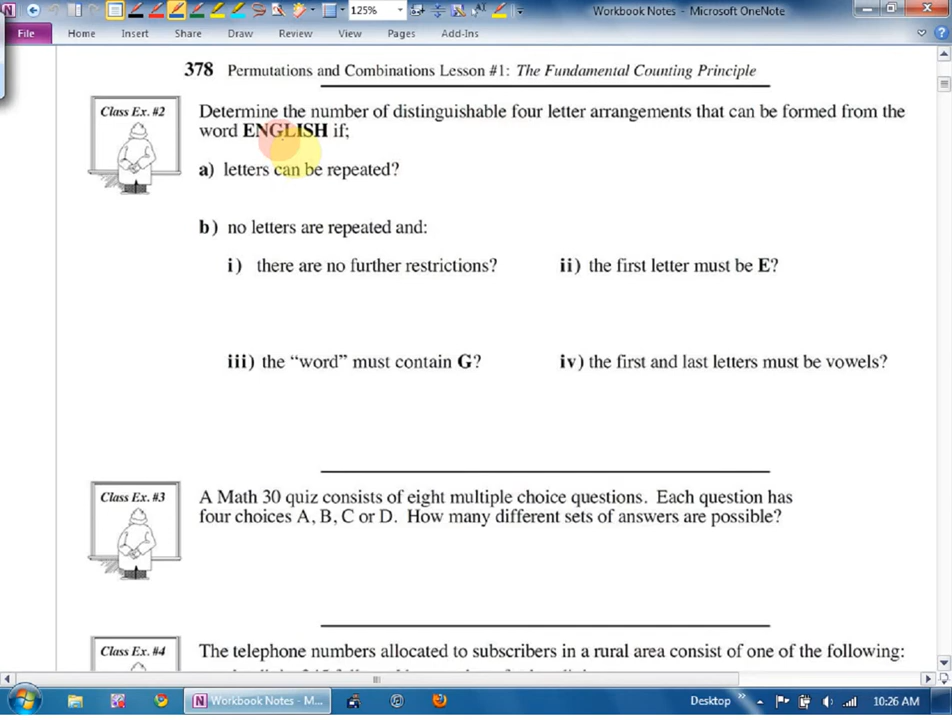 125%
Workbook Notes - Microsoft OneNote
File Home Insert Share Draw Review View Pages Add-Ins
378 Permutations and Combinations Lesson #1: The Fundamental Counting Principle
Class Ex. #2
Determine the number of distinguishable four letter arrangements that can be formed from the
word ENGLISH if;
a) letters can be repeated?
b) no letters are repeated and:
i) there are no further restrictions?
ii) the first letter must be E?
iii) the “word” must contain G?
iv) the first and last letters must be vowels?
Class Ex. #3
A Math 30 quiz consists of eight multiple choice questions. Each question has
four choices A, B, C or D. How many different sets of answers are possible?
Class Ex. #4
The telephone numbers allocated to subscribers in a rural area consist of one of the following:
Workbook Notes - M...
Desktop
10:26 AM